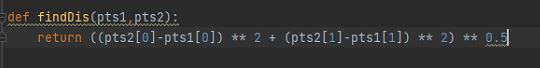 def findDis(pts1,pts2):
    return ((pts2[0]-pts1[0]) ** 2 + (pts2[1]-pts1[1]) ** 2) ** 0.5